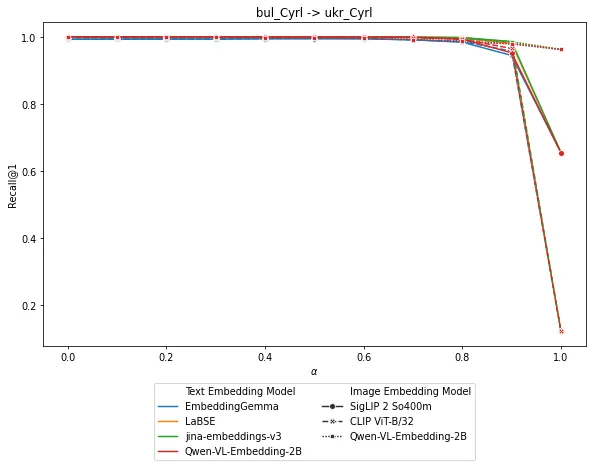 bul_Cyrl -> ukr_Cyrl
Recall@1
1.0
0.8
0.6
0.4
0.2
0.0 0.2 0.4 0.6 0.8 1.0
α
Text Embedding Model
EmbeddingGemma
LaBSE
jina-embeddings-v3
Qwen-VL-Embedding-2B
Image Embedding Model
SigLIP 2 So400m
CLIP ViT-B/32
Qwen-VL-Embedding-2B